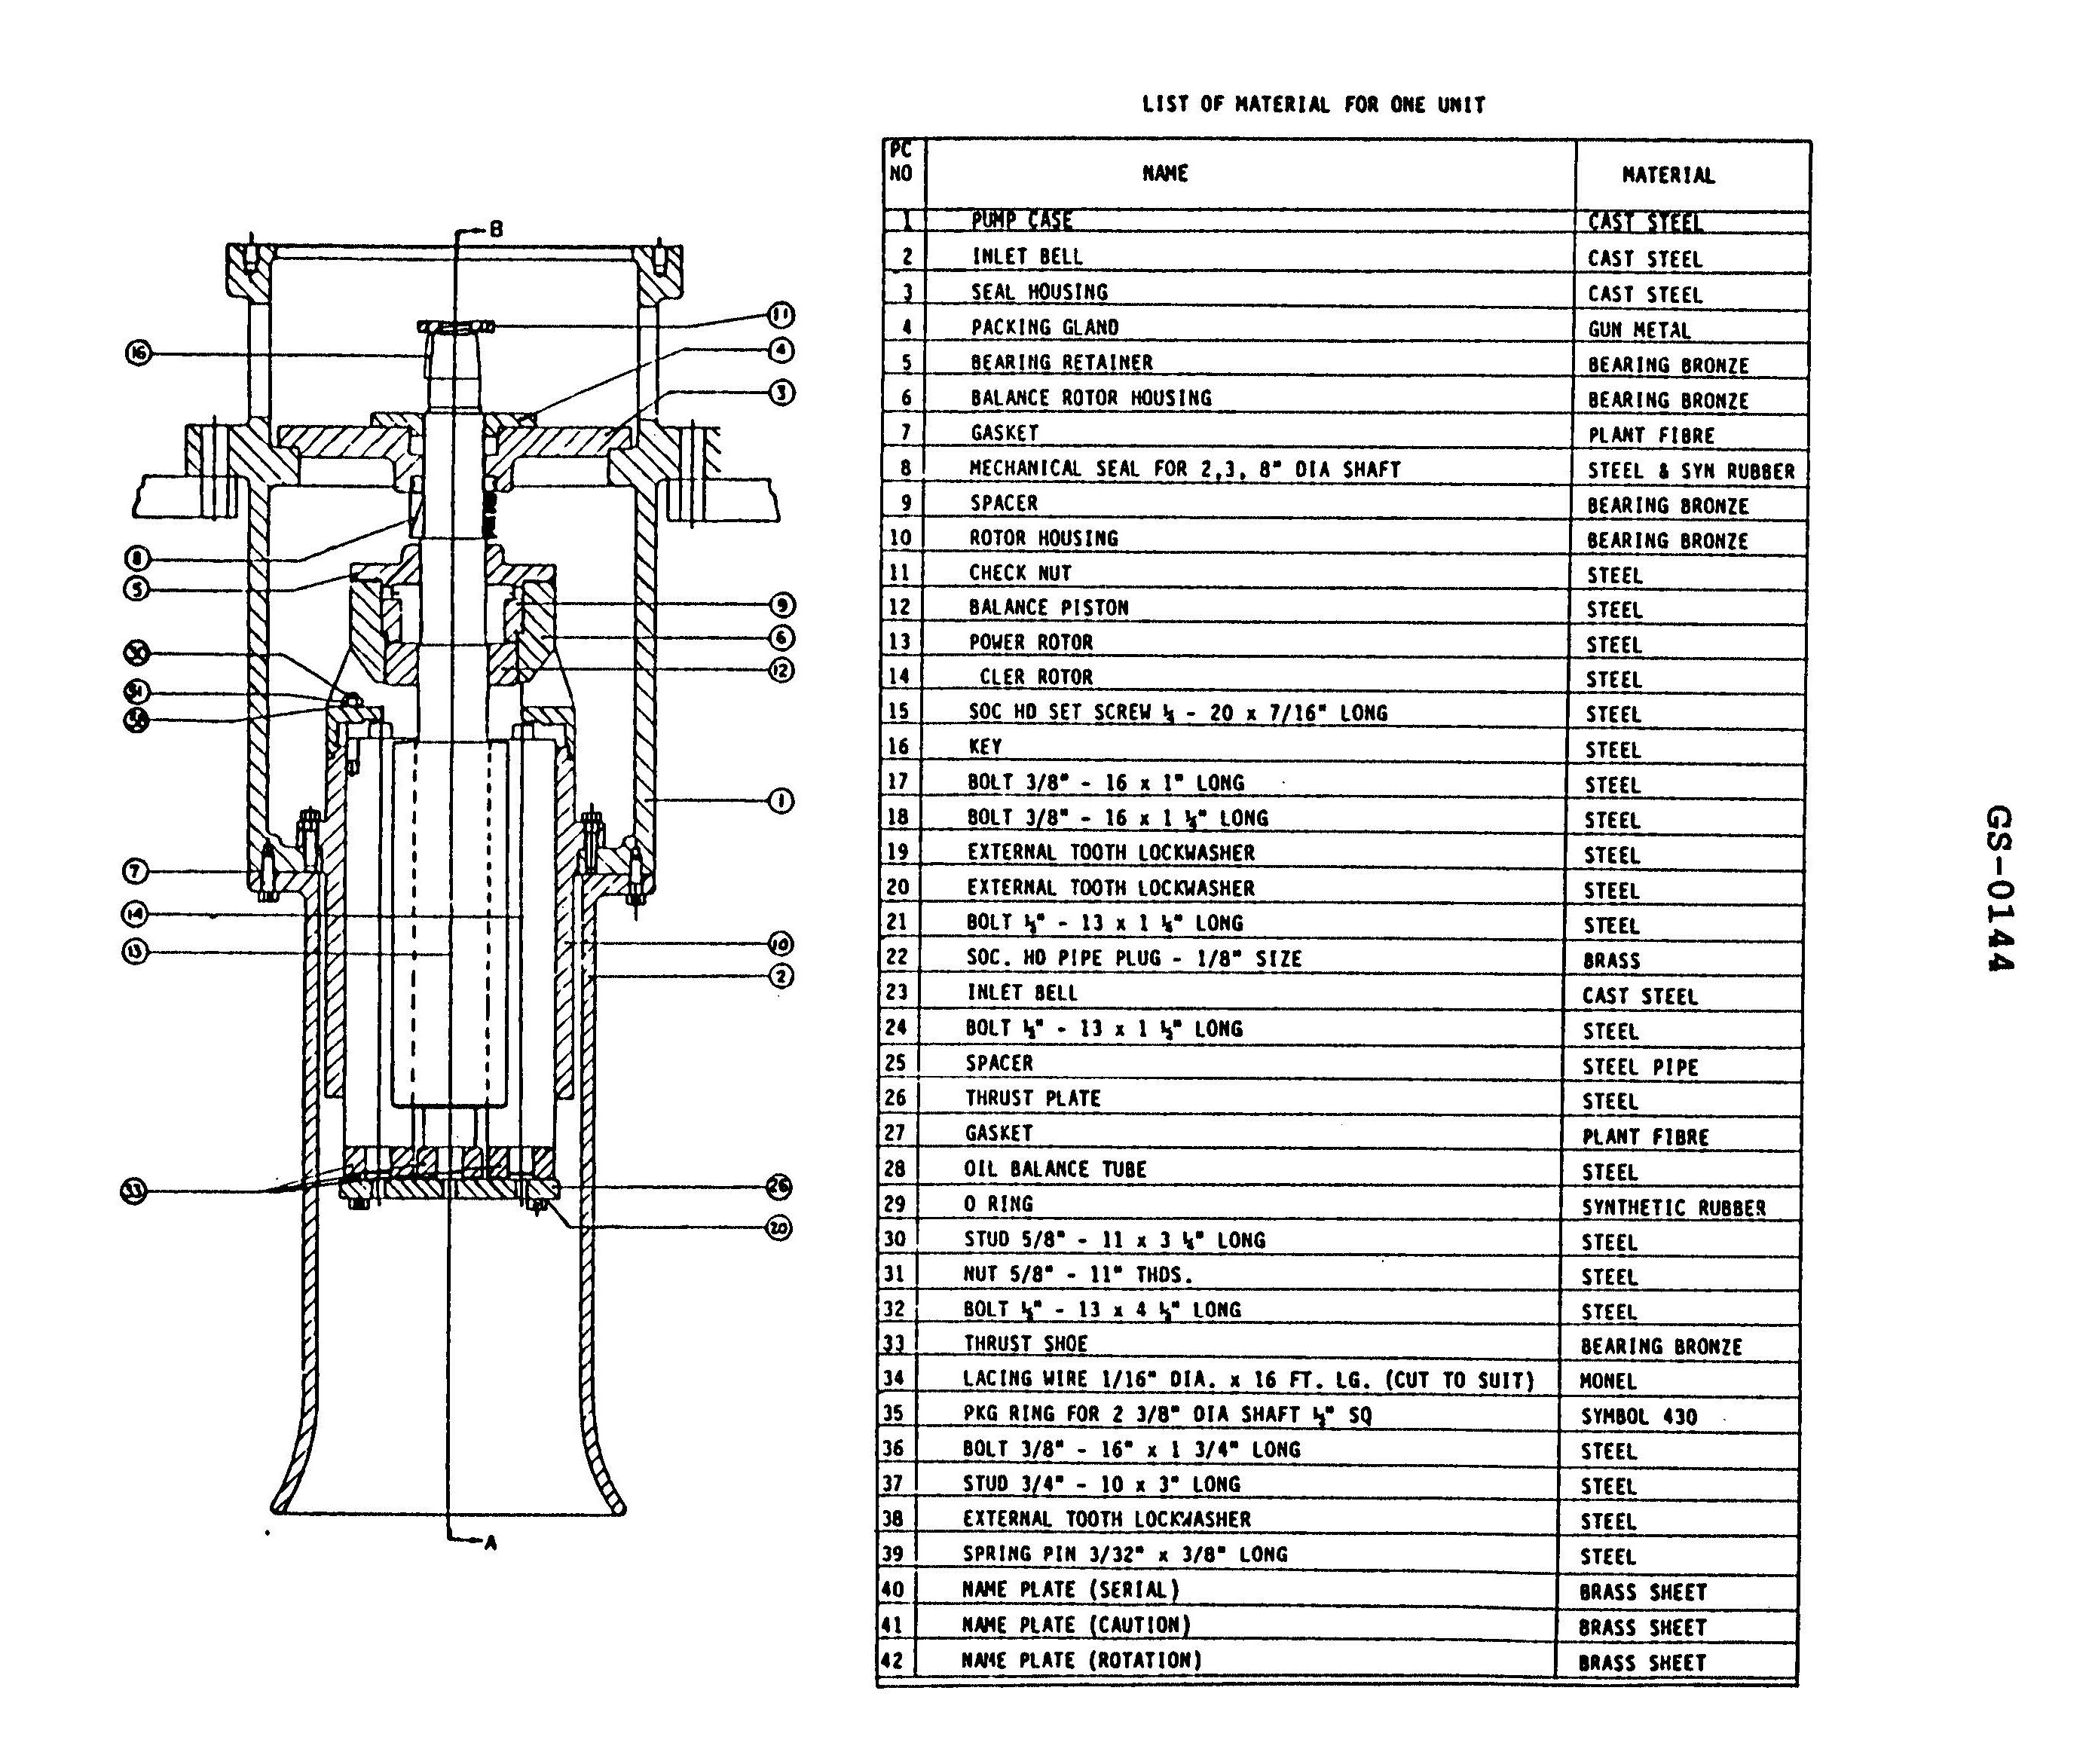 LIST OF MATERIAL FOR ONE UNIT
PC NO NAME MATERIAL
1 PUMP CASE CAST STEEL
2 INLET BELL CAST STEEL
3 SEAL HOUSING CAST STEEL
4 PACKING GLAND GUN METAL
5 BEARING RETAINER BEARING BRONZE
6 BALANCE ROTOR HOUSING BEARING BRONZE
7 GASKET PLANT FIBRE
8 MECHANICAL SEAL FOR 2,3, 8" DIA SHAFT STEEL & SYN RUBBER
9 SPACER BEARING BRONZE
10 ROTOR HOUSING BEARING BRONZE
11 CHECK NUT STEEL
12 BALANCE PISTON STEEL
13 POWER ROTOR STEEL
14 CLER ROTOR STEEL
15 SOC HD SET SCREW ¼ - 20 x 7/16" LONG STEEL
16 KEY STEEL
17 BOLT 3/8" - 16 x 1" LONG STEEL
18 BOLT 3/8" - 16 x 1 ¼" LONG STEEL
19 EXTERNAL TOOTH LOCKWASHER STEEL
20 EXTERNAL TOOTH LOCKWASHER STEEL
21 BOLT ½" - 13 x 1 ¼" LONG STEEL
22 SOC. HD PIPE PLUG - 1/8" SIZE BRASS
23 INLET BELL CAST STEEL
24 BOLT ½" - 13 x 1 ½" LONG STEEL
25 SPACER STEEL PIPE
26 THRUST PLATE STEEL
27 GASKET PLANT FIBRE
28 OIL BALANCE TUBE STEEL
29 O RING SYNTHETIC RUBBER
30 STUD 5/8" - 11 x 3 ¼" LONG STEEL
31 NUT 5/8" - 11" THDS. STEEL
32 BOLT ½" - 13 x 4 ½" LONG STEEL
33 THRUST SHOE BEARING BRONZE
34 LACING WIRE 1/16" DIA. x 16 FT. LG. (CUT TO SUIT) MONEL
35 PKG RING FOR 2 3/8" DIA SHAFT ½" SQ SYMBOL 430
36 BOLT 3/8" - 16" x 1 3/4" LONG STEEL
37 STUD 3/4" - 10 x 3" LONG STEEL
38 EXTERNAL TOOTH LOCKWASHER STEEL
39 SPRING PIN 3/32" x 3/8" LONG STEEL
40 NAME PLATE (SERIAL) BRASS SHEET
41 NAME PLATE (CAUTION) BRASS SHEET
42 NAME PLATE (ROTATION) BRASS SHEET
B
11
16
4
3
8
5
9
6
30
12
31
1
7
14
10
13
2
33
26
20
A
GS-0144